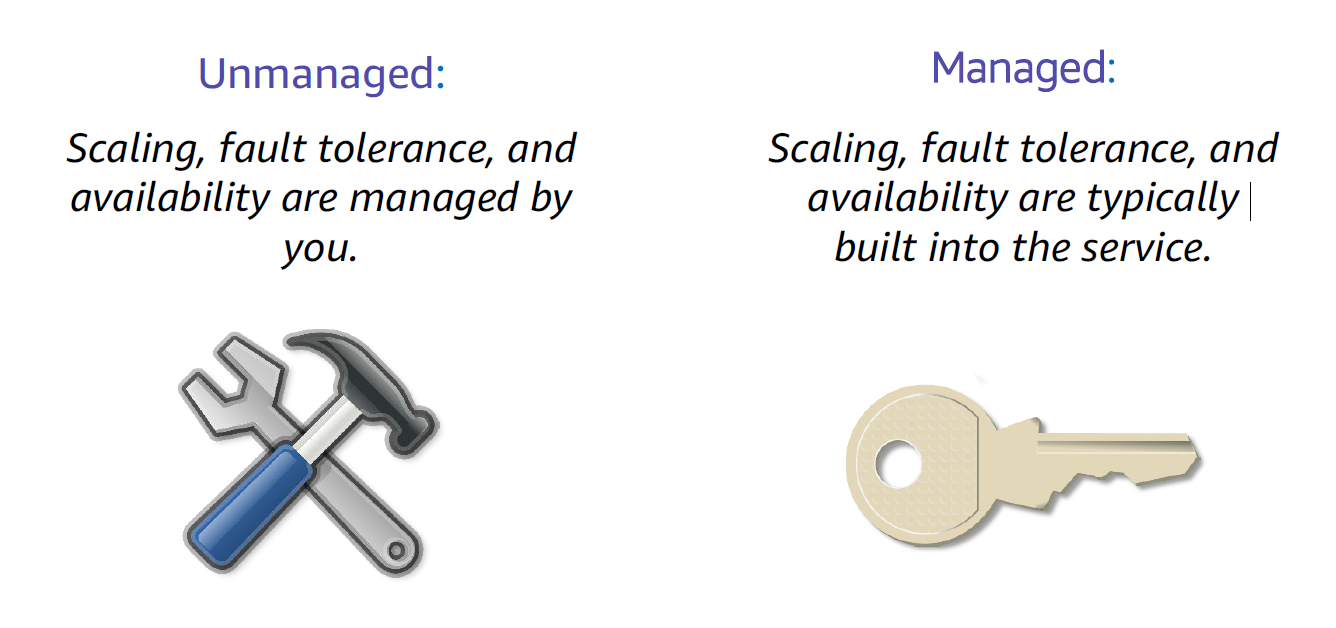 Unmanaged:
Scaling, fault tolerance, and
availability are managed by
you.
Managed:
Scaling, fault tolerance, and
availability are typically
built into the service.